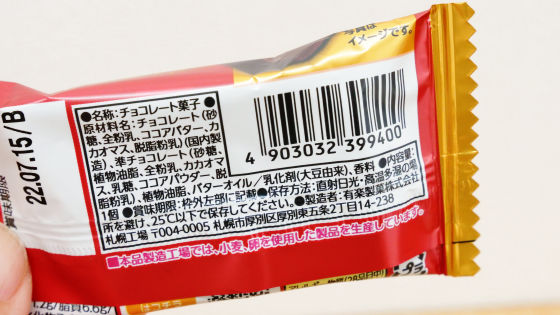 写真は
イメージです。
●名称:チョコレート菓子●
原材料名:チョコレート(砂
糖、全粉乳、ココアバター、カ
カオマス、脱脂粉乳)(国内製
造)、準チョコレート(砂糖、
植物油脂、全粉乳、カカオマ
ス、乳糖、ココアパウダー、脱
脂粉乳)、植物油脂、バターオイル/乳化剤(大豆由来)、香料●内容量:
1個●賞味期限:枠外左部に記載●保存方法:直射日光・高温多湿の場
所を避け、25℃以下で保存してください。●製造者:有楽製菓株式会社
札幌工場 〒004-0005 札幌市厚別区厚別東五条2丁目14-238
4 903032 399400
■本品製造工場では、小麦、卵を使用した製品を生産しています。
22.07.15/B
賞味期限